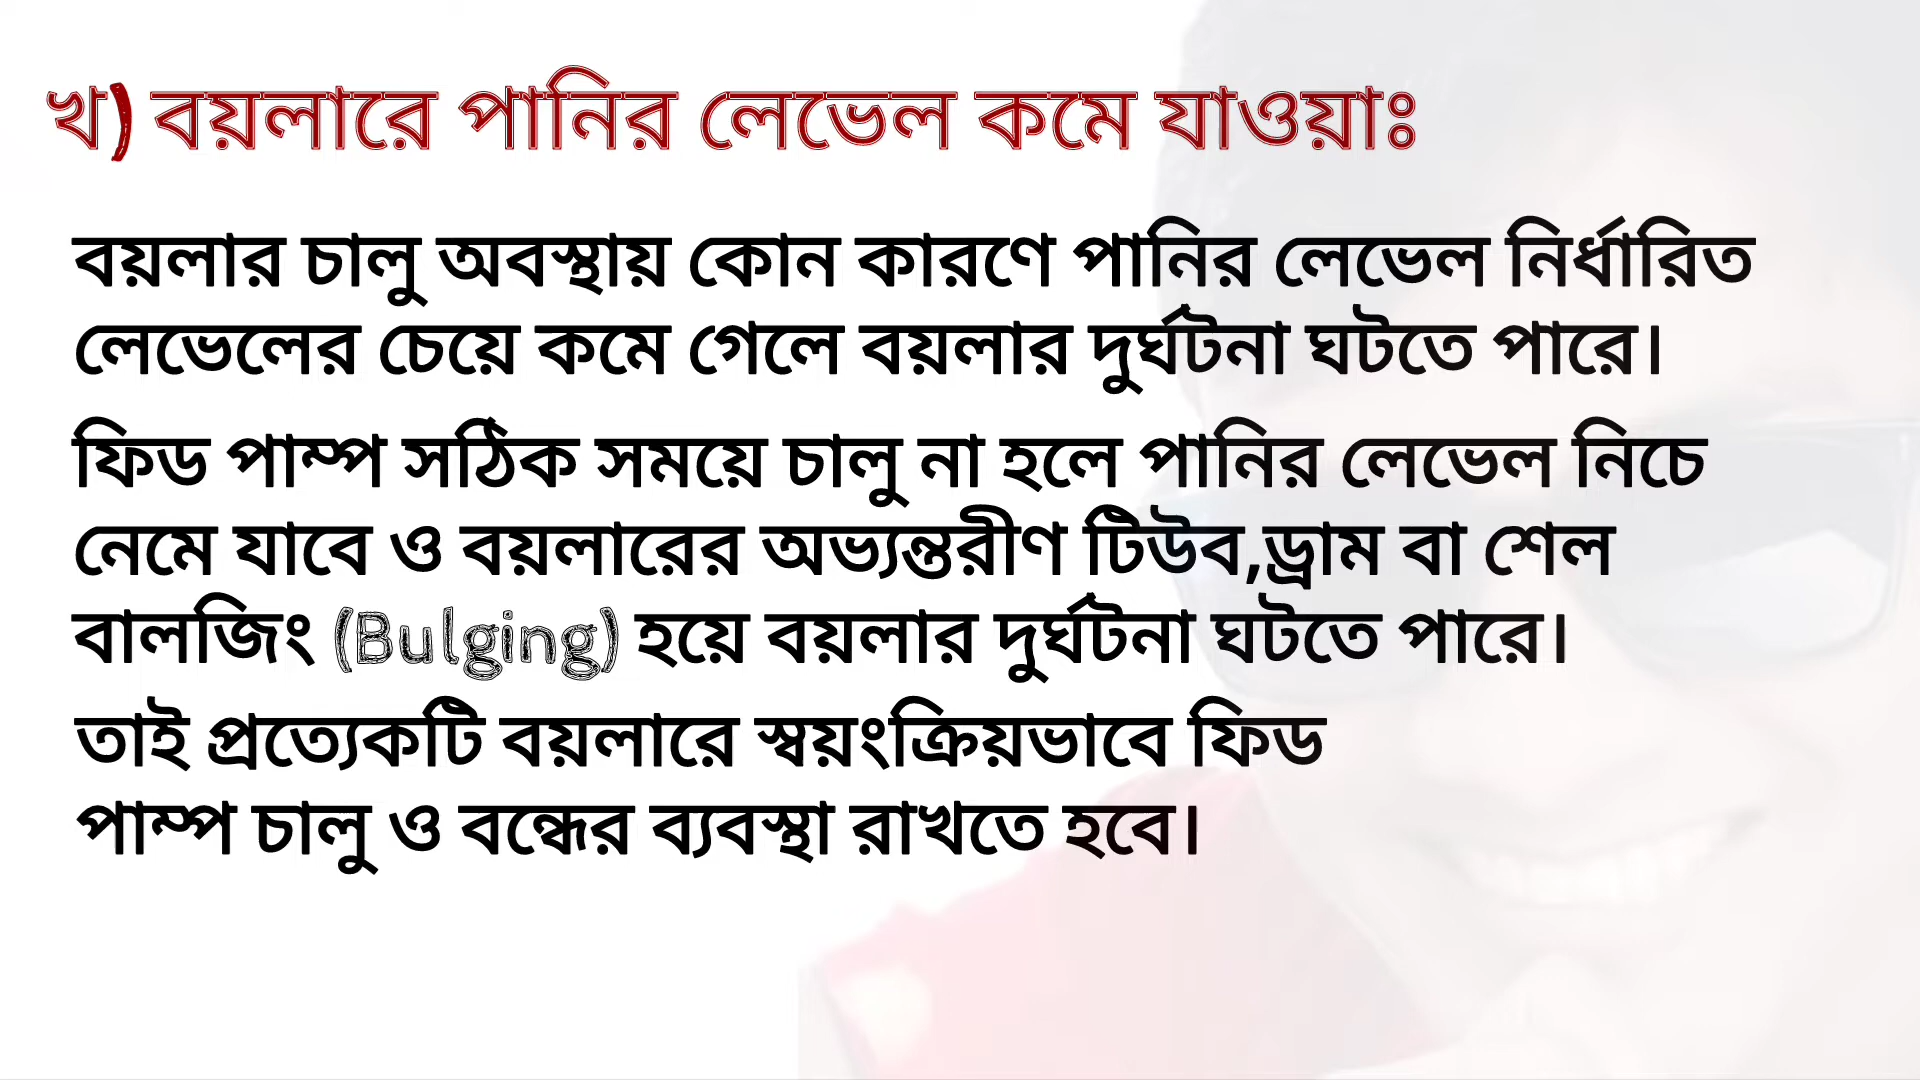 খ) বয়লারে পানির লেভেল কমে যাওয়াঃ
বয়লার চালু অবস্থায় কোন কারণে পানির লেভেল নির্ধারিত
লেভেলের চেয়ে কমে গেলে বয়লার দুর্ঘটনা ঘটতে পারে।
ফিড পাম্প সঠিক সময়ে চালু না হলে পানির লেভেল নিচে
নেমে যাবে ও বয়লারের অভ্যন্তরীণ টিউব,ড্রাম বা শেল
বালজিং (Bulging) হয়ে বয়লার দুর্ঘটনা ঘটতে পারে।
তাই প্রত্যেকটি বয়লারে স্বয়ংক্রিয়ভাবে ফিড
পাম্প চালু ও বন্ধের ব্যবস্থা রাখতে হবে।